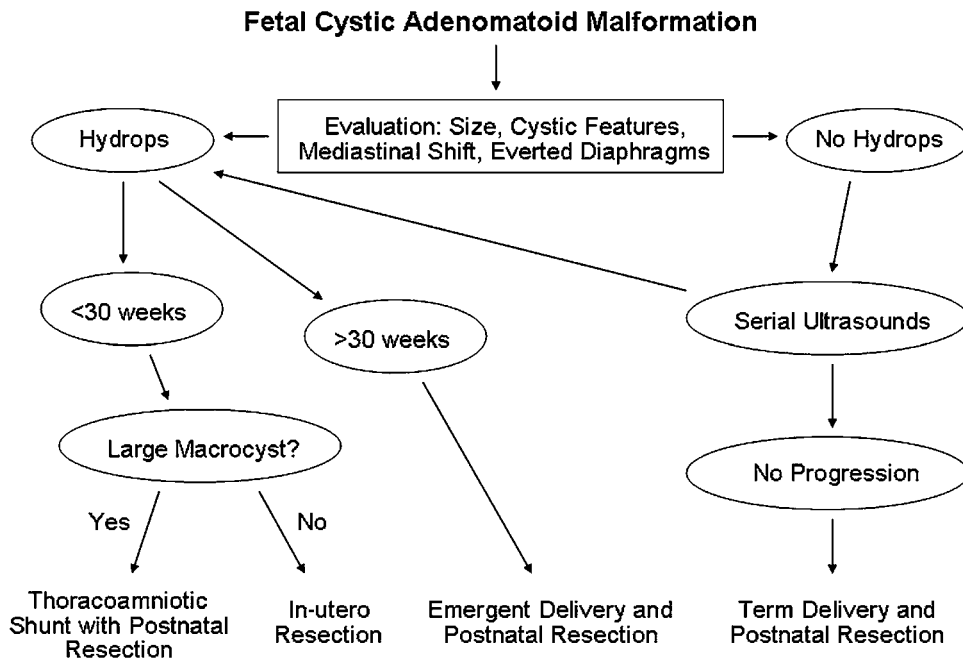 Fetal Cystic Adenomatoid Malformation
Hydrops
Evaluation: Size, Cystic Features,
Mediastinal Shift, Everted Diaphragms
No Hydrops
<30 weeks
>30 weeks
Serial Ultrasounds
Large Macrocyst?
No Progression
Yes
No
Thoracoamniotic
Shunt with Postnatal
Resection
In-utero
Resection
Emergent Delivery and
Postnatal Resection
Term Delivery and
Postnatal Resection